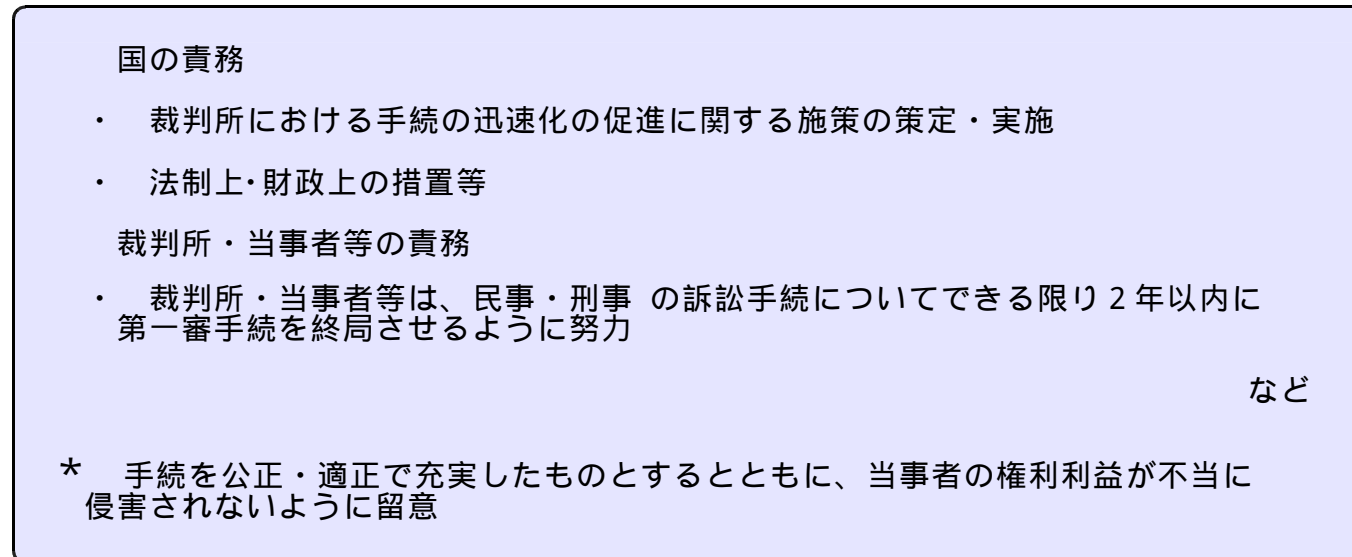 国の責務
・ 裁判所における手続の迅速化の促進に関する施策の策定・実施
・ 法制上･財政上の措置等
裁判所・当事者等の責務
・ 裁判所・当事者等は、民事・刑事 の訴訟手続についてできる限り２年以内に
第一審手続を終局させるように努力
など
* 手続を公正・適正で充実したものとするとともに、当事者の権利利益が不当に
侵害されないように留意